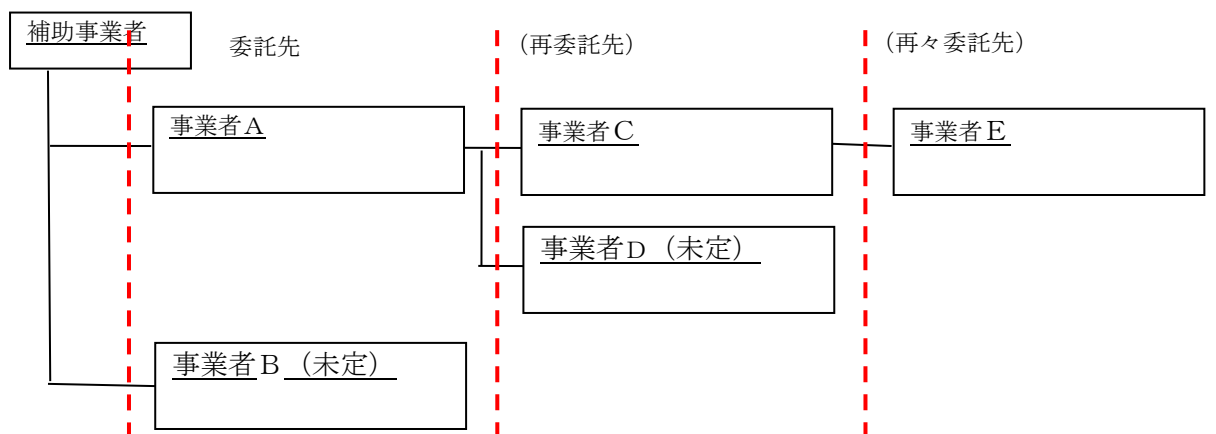 補助事業者
委託先
（再委託先）
（再々委託先）
事業者A
事業者C
事業者E
事業者D（未定）
事業者B（未定）